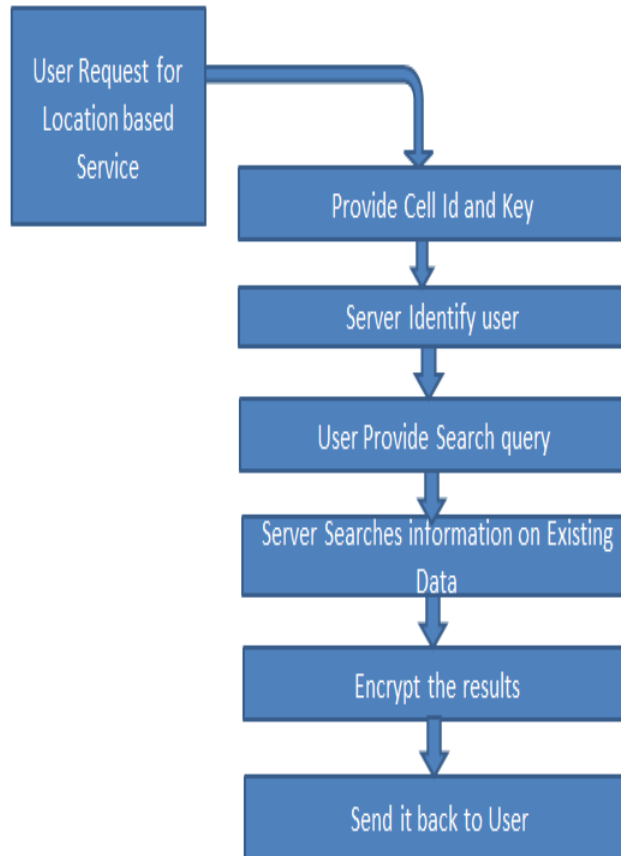 User Request for
Location based
Service
Provide Cell Id and Key
Server Identify user
User Provide Search query
Server Searches information on Existing
Data
Encrypt the results
Send it back to User